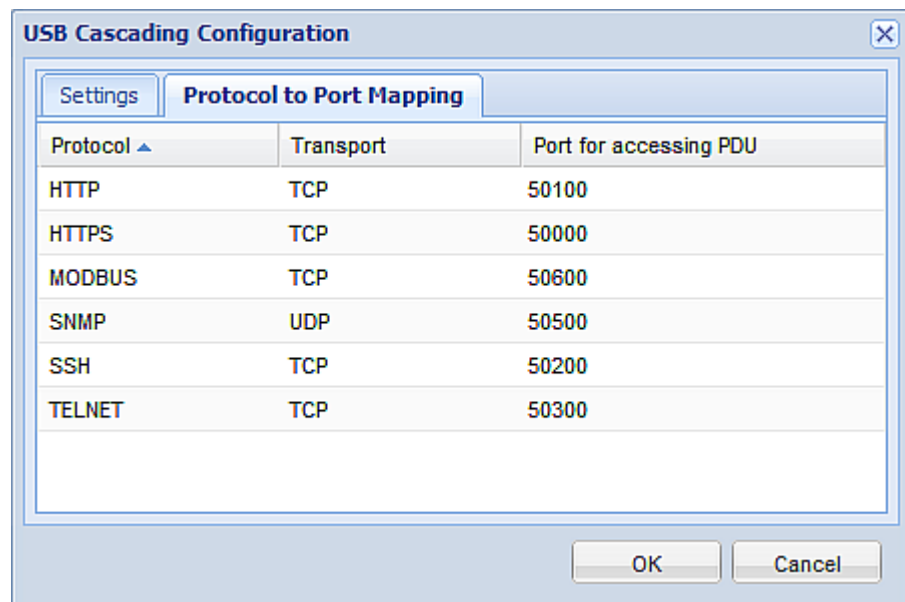 USB Cascading Configuration
Settings Protocol to Port Mapping
Protocol Transport Port for accessing PDU
HTTP TCP 50100
HTTPS TCP 50000
MODBUS TCP 50600
SNMP UDP 50500
SSH TCP 50200
TELNET TCP 50300
OK Cancel